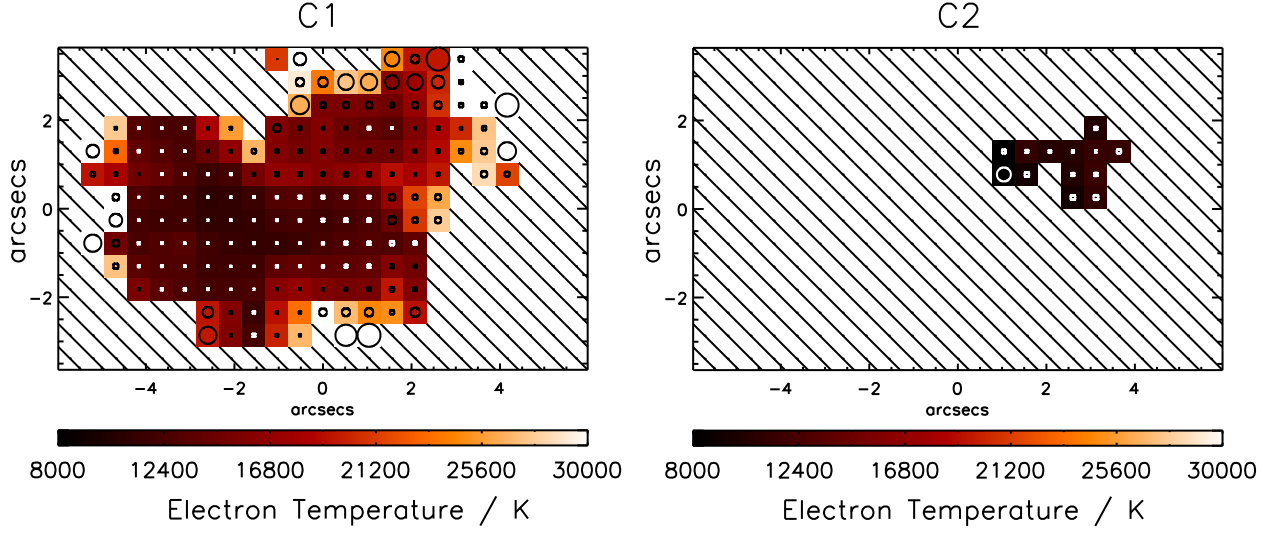 C1 C2
2 2
0 0
−2 −2
arcsecs arcsecs
−4 −2 0 2 4 −4 −2 0 2 4
arcsecs arcsecs
8000 12400 16800 21200 25600 30000 8000 12400 16800 21200 25600 30000
Electron Temperature / K Electron Temperature / K